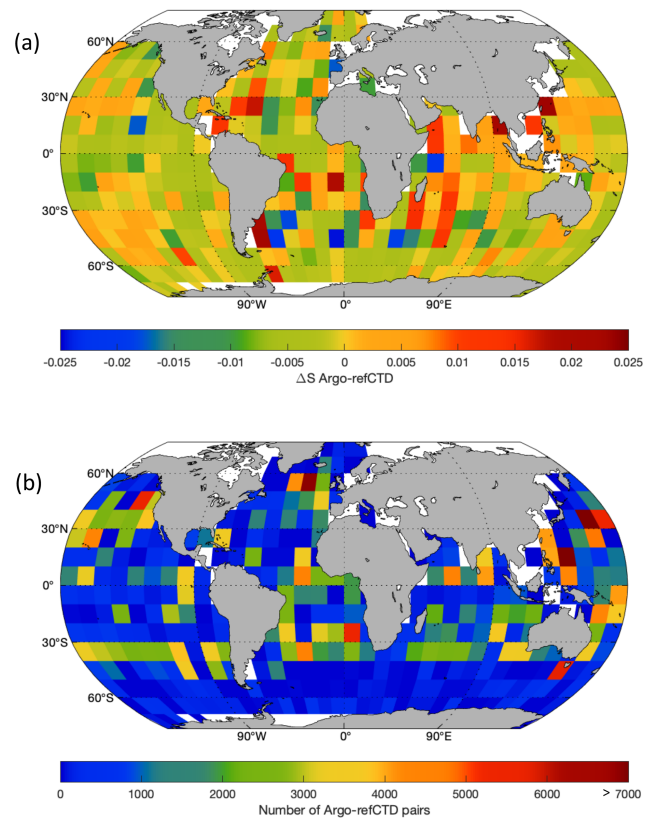 (a)
60°N
30°N
0°
30°S
60°S
90°W 0° 90°E
-0.025 -0.02 -0.015 -0.01 -0.005 0 0.005 0.01 0.015 0.02 0.025
ΔS Argo-refCTD
(b)
60°N
30°N
0°
30°S
60°S
90°W 0° 90°E
0 1000 2000 3000 4000 5000 6000 > 7000
Number of Argo-refCTD pairs